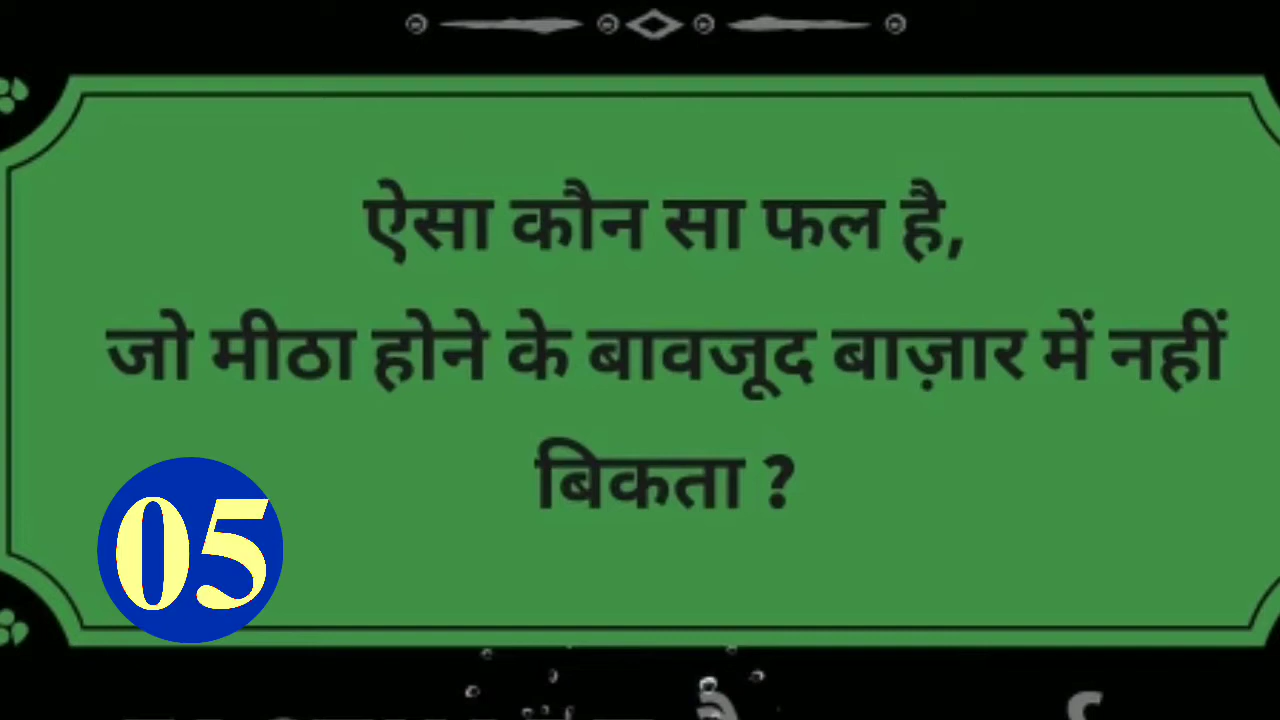 ऐसा कौन सा फल है,
जो मीठा होने के बावजूद बाज़ार में नहीं
बिकता ?
05